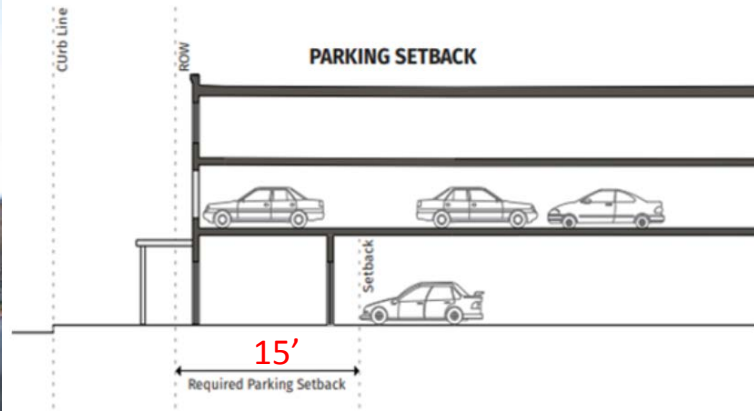 CUrb Line
ROW
PARKING SETBACK
Setback
15’
Required Parking Setback